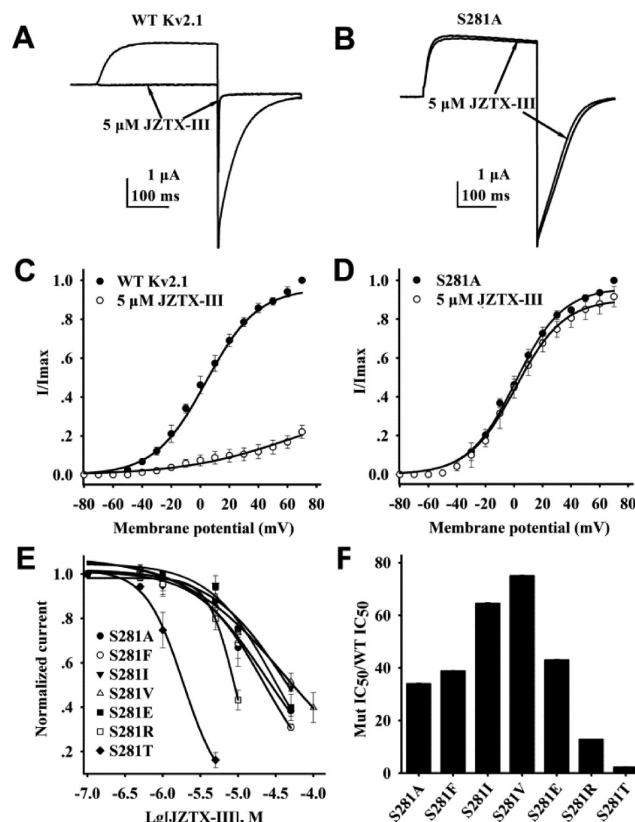 A
WT Kv2.1
5 μM JZTX-III
1 μA
100 ms
B
S281A
5 μM JZTX-III
1 μA
100 ms
C
WT Kv2.1
5 μM JZTX-III
I/Imax
1.0
.8
.6
.4
.2
0.0
-80 -60 -40 -20 0 20 40 60 80
Membrane potential (mV)
D
S281A
5 μM JZTX-III
I/Imax
1.0
.8
.6
.4
.2
0.0
-80 -60 -40 -20 0 20 40 60 80
Membrane potential (mV)
E
Normalized current
1.0
.8
.6
.4
.2
S281A
S281F
S281I
S281V
S281E
S281R
S281T
-7.0 -6.5 -6.0 -5.5 -5.0 -4.5 -4.0
Lg[JZTX-III], M
F
Mut IC50/WT IC50
80
60
40
20
0
S281A
S281F
S281I
S281V
S281E
S281R
S281T